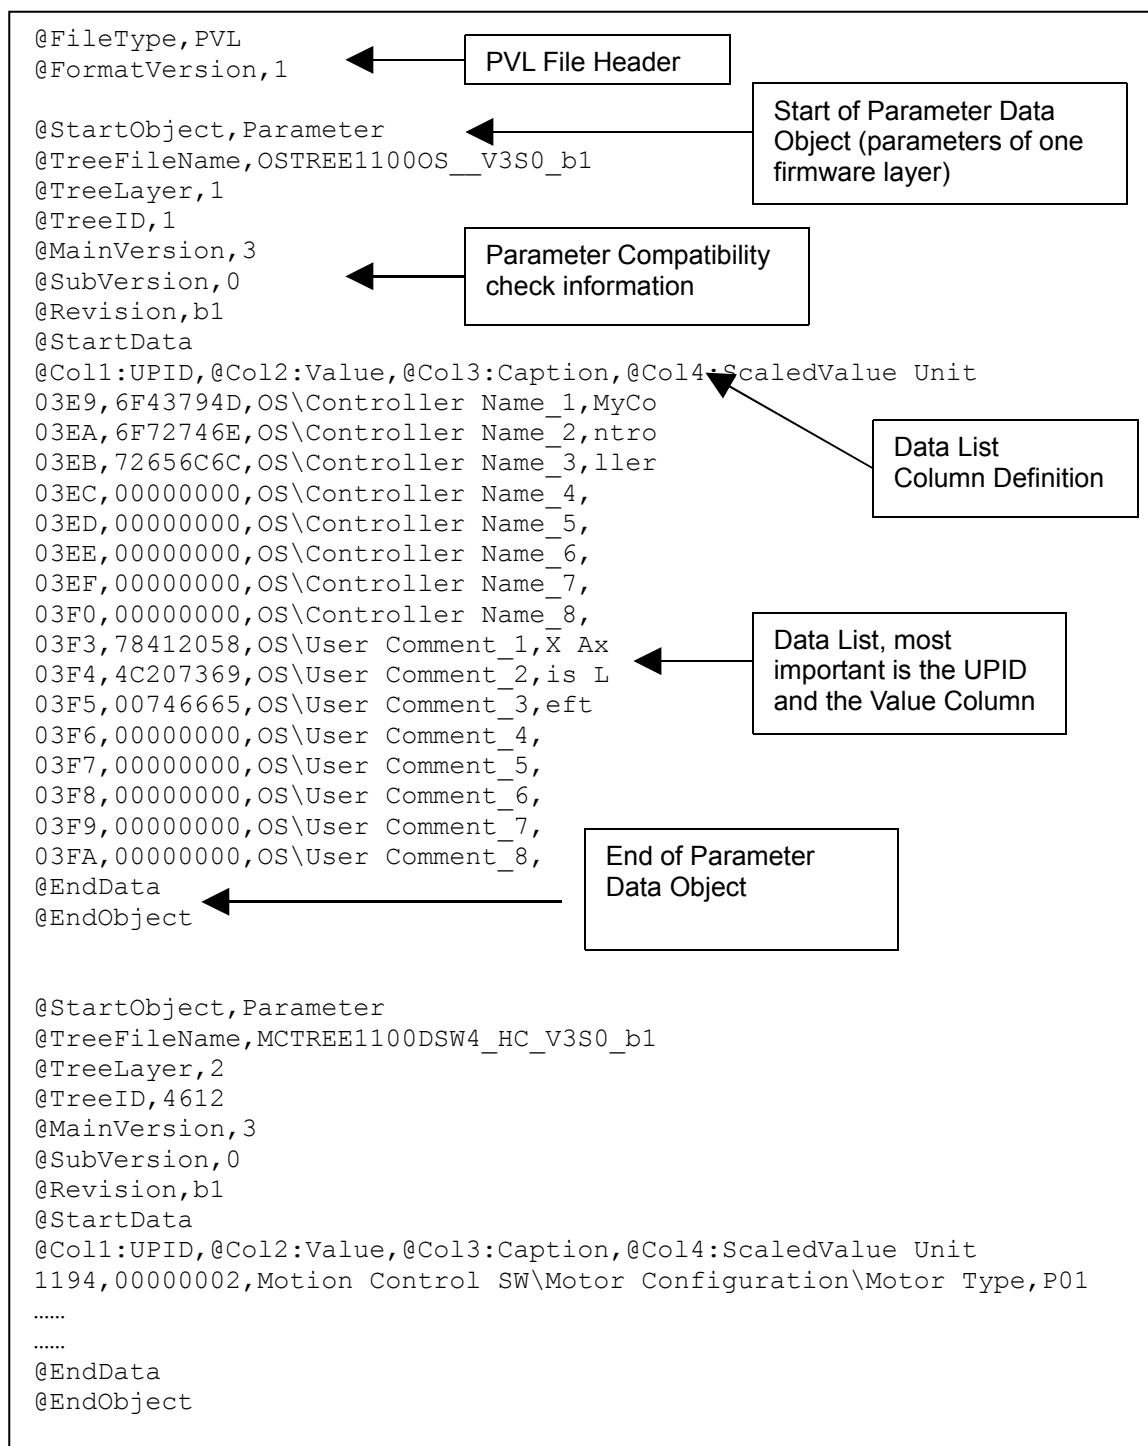 @FileType,PVL
@FormatVersion,1
PVL File Header
@StartObject,Parameter
@TreeFileName,OSTREE1100OS__V3S0_b1
@TreeLayer,1
@TreeID,1
@MainVersion,3
@SubVersion,0
@Revision,b1
@StartData
Start of Parameter Data
Object (parameters of one
firmware layer)
Parameter Compatibility
check information
@Col1:UPID,@Col2:Value,@Col3:Caption,@Col4:ScaledValue Unit
03E9,6F43794D,OS\Controller Name_1,MyCo
03EA,6F72746E,OS\Controller Name_2,ntro
03EB,72656C6C,OS\Controller Name_3,ller
03EC,00000000,OS\Controller Name_4,
03ED,00000000,OS\Controller Name_5,
03EE,00000000,OS\Controller Name_6,
03EF,00000000,OS\Controller Name_7,
03F0,00000000,OS\Controller Name_8,
03F3,78412058,OS\User Comment_1,X Ax
03F4,4C207369,OS\User Comment_2,is L
03F5,00746665,OS\User Comment_3,eft
03F6,00000000,OS\User Comment_4,
03F7,00000000,OS\User Comment_5,
03F8,00000000,OS\User Comment_6,
03F9,00000000,OS\User Comment_7,
03FA,00000000,OS\User Comment_8,
@EndData
@EndObject
Data List
Column Definition
Data List, most
important is the UPID
and the Value Column
End of Parameter
Data Object
@StartObject,Parameter
@TreeFileName,MCTREE1100DSW4_HC_V3S0_b1
@TreeLayer,2
@TreeID,4612
@MainVersion,3
@SubVersion,0
@Revision,b1
@StartData
@Col1:UPID,@Col2:Value,@Col3:Caption,@Col4:ScaledValue Unit
1194,00000002,Motion Control SW\Motor Configuration\Motor Type,P01
……
……
@EndData
@EndObject